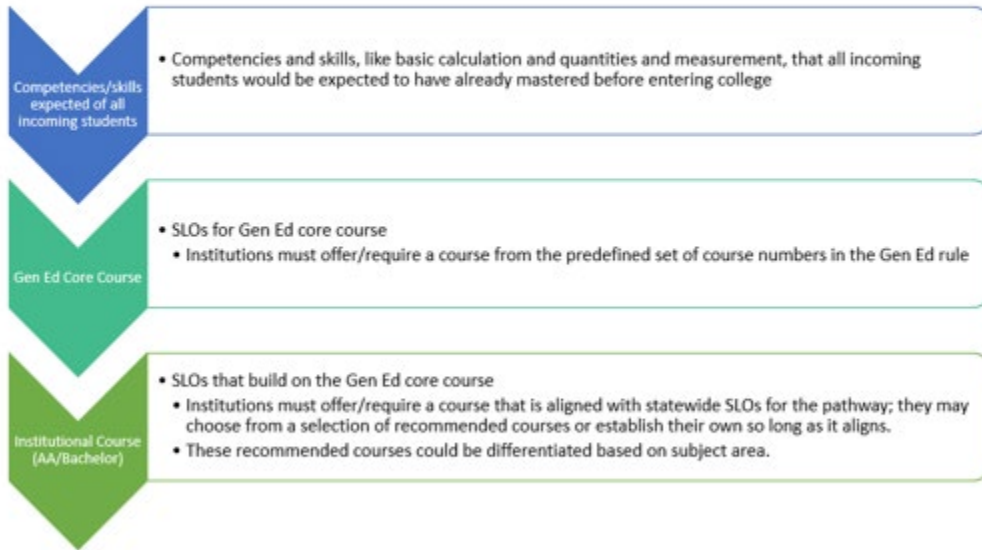 Competencies/skills
expected of all
incoming students
• Competencies and skills, like basic calculation and quantities and measurement, that all incoming
students would be expected to have already mastered before entering college
Gen Ed Core Course
• SLOs for Gen Ed core course
• Institutions must offer/require a course from the predefined set of course numbers in the Gen Ed rule
Institutional Course
(AA/Bachelor)
• SLOs that build on the Gen Ed core course
• Institutions must offer/require a course that is aligned with statewide SLOs for the pathway; they may
choose from a selection of recommended courses or establish their own so long as it aligns.
• These recommended courses could be differentiated based on subject area.